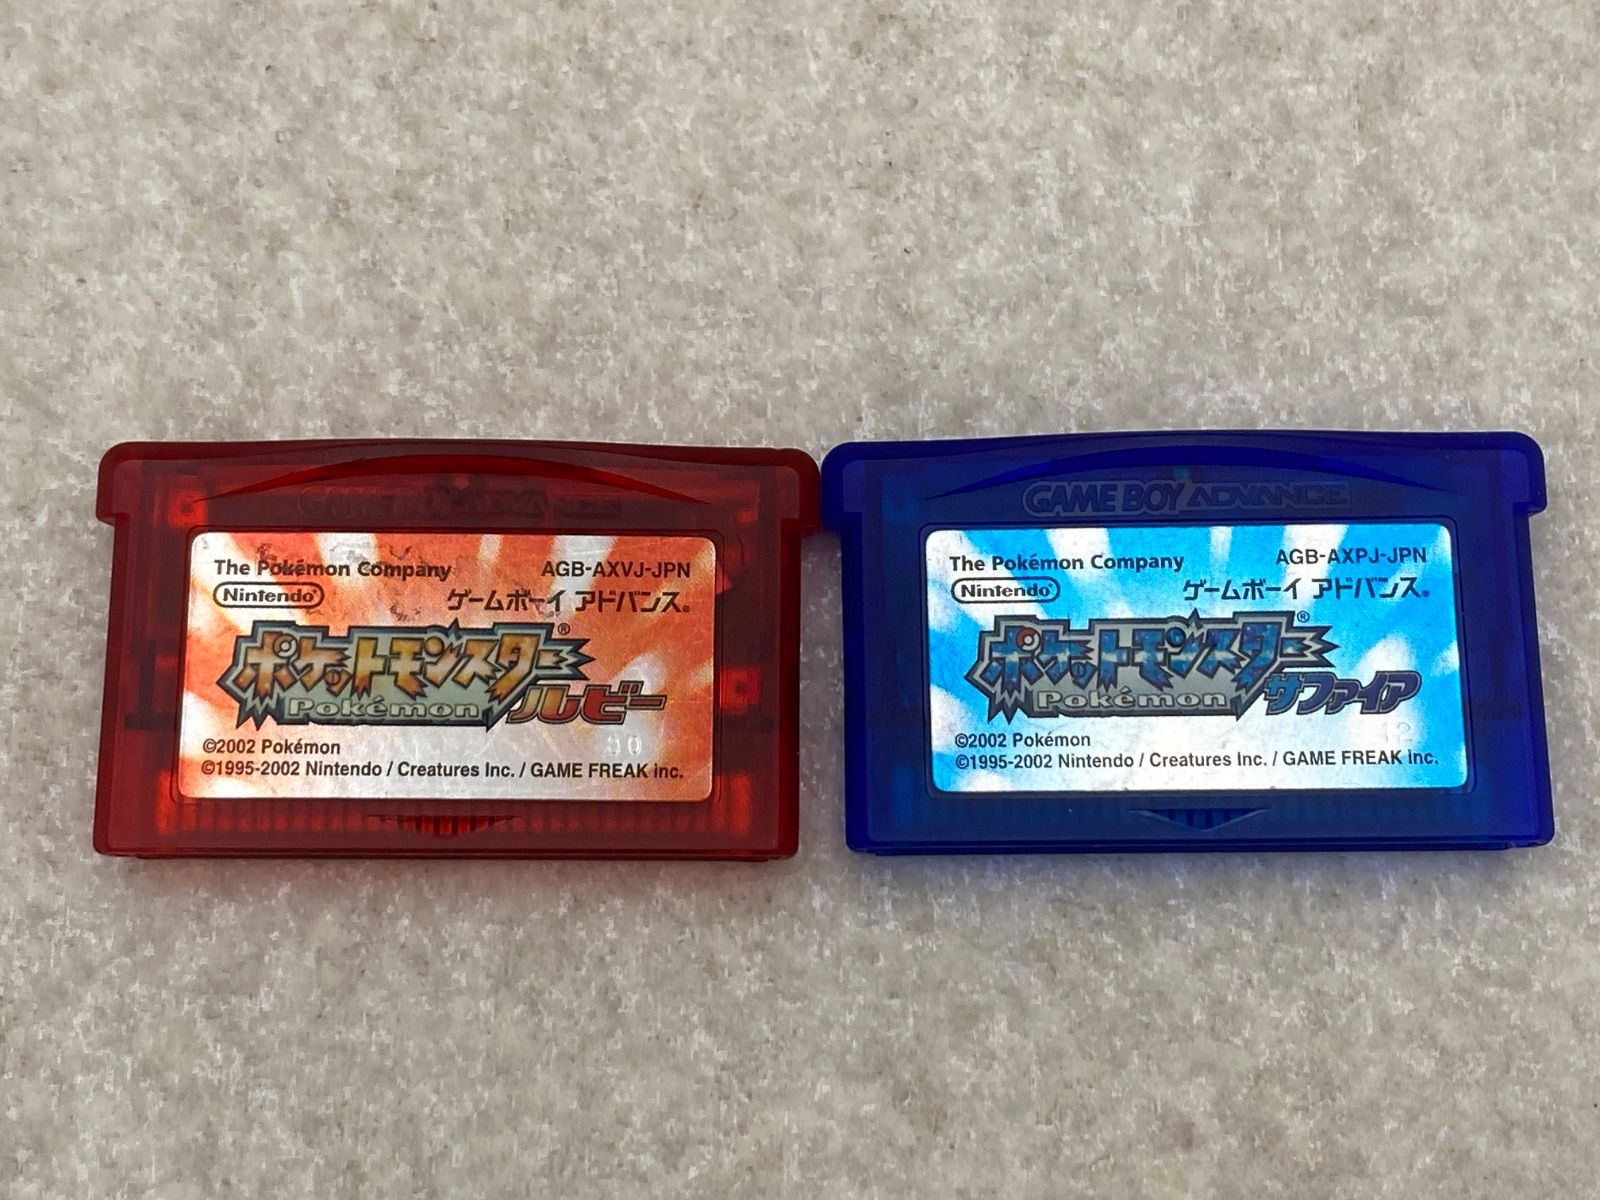 GAME BOY ADVANCE
The Pokémon Company
AGB-AXVJ-JPN
Nintendo®
ゲームボーイ アドバンス®
ポケットモンスター®
Pokémon
ルビー
00
©2002 Pokémon
©1995-2002 Nintendo / Creatures Inc. / GAME FREAK inc.
GAME BOY ADVANCE
The Pokémon Company
AGB-AXPJ-JPN
Nintendo®
ゲームボーイ アドバンス®
ポケットモンスター®
Pokémon
サファイア
12
©2002 Pokémon
©1995-2002 Nintendo / Creatures Inc. / GAME FREAK inc.